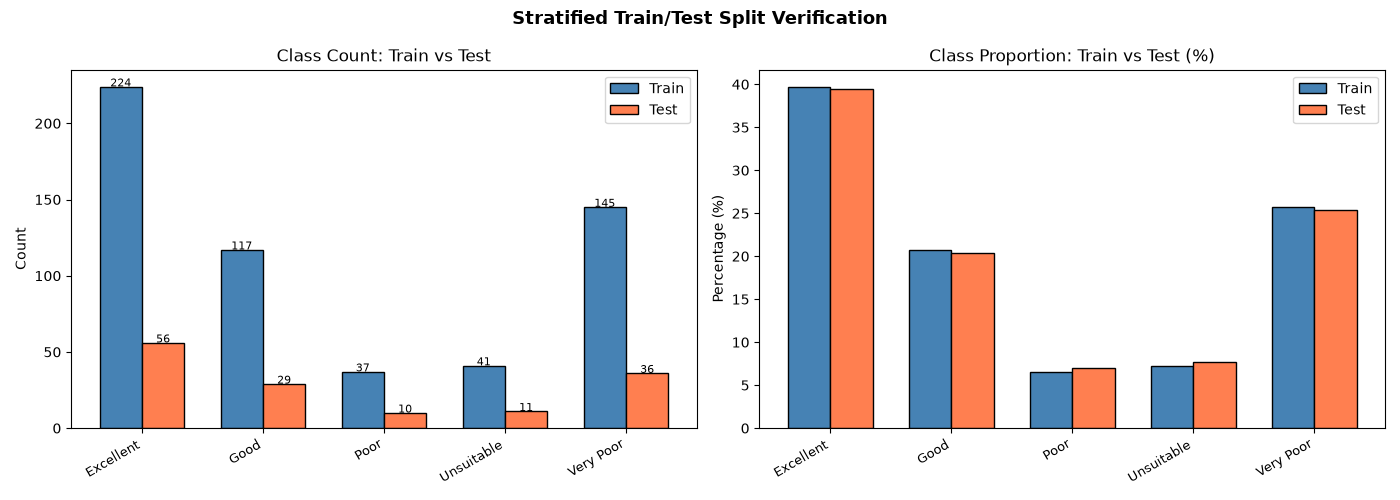 Stratified Train/Test Split Verification
Class Count: Train vs Test
Train
Test
Count
200
150
100
50
0
224
56
117
29
37
10
41
11
145
36
Excellent
Good
Poor
Unsuitable
Very Poor
Class Proportion: Train vs Test (%)
Train
Test
Percentage (%)
40
35
30
25
20
15
10
5
0
Excellent
Good
Poor
Unsuitable
Very Poor